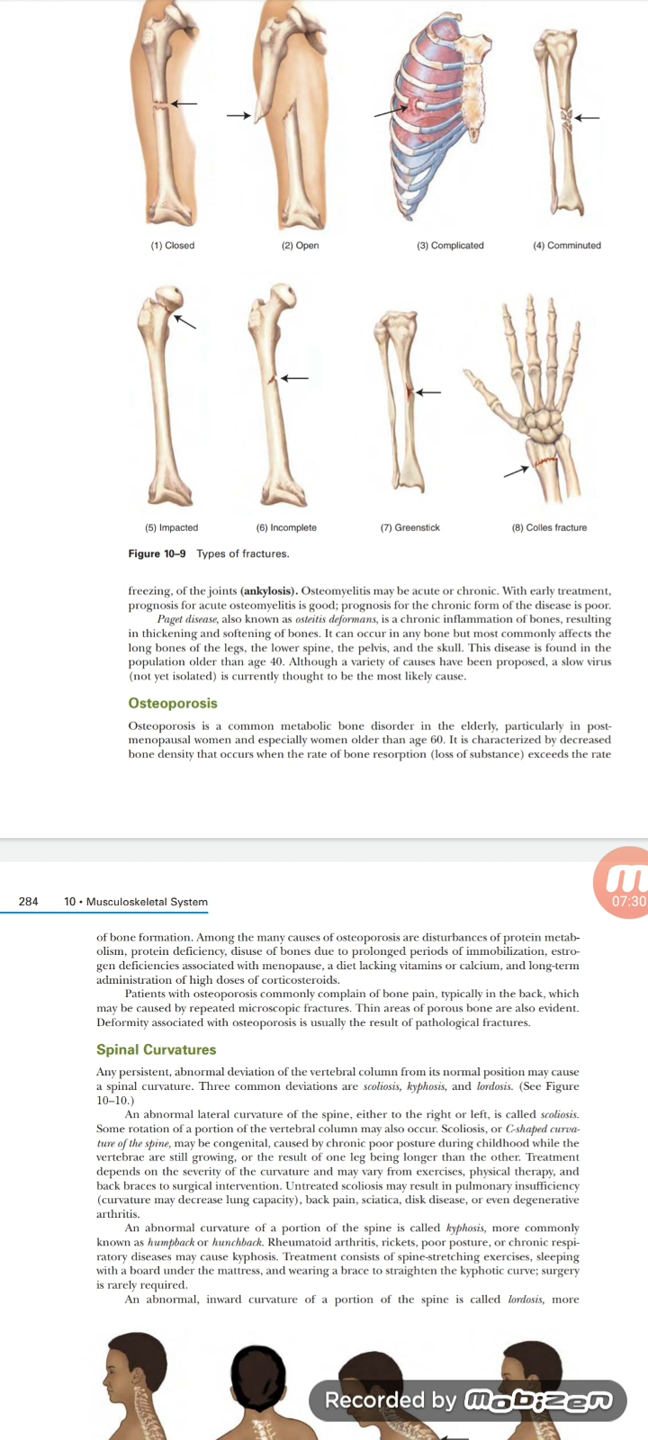 (1) Closed (2) Open (3) Complicated (4) Comminuted
(5) Impacted (6) Incomplete (7) Greenstick (8) Colles fracture
Figure 10–9 Types of fractures.
freezing, of the joints (ankylosis). Osteomyelitis may be acute or chronic. With early treatment,
prognosis for acute osteomyelitis is good; prognosis for the chronic form of the disease is poor.
Paget disease, also known as osteitis deformans, is a chronic inflammation of bones, resulting
in thickening and softening of bones. It can occur in any bone but most commonly affects the
long bones of the legs, the lower spine, the pelvis, and the skull. This disease is found in the
population older than age 40. Although a variety of causes have been proposed, a slow virus
(not yet isolated) is currently thought to be the most likely cause.
Osteoporosis
Osteoporosis is a common metabolic bone disorder in the elderly, particularly in post-
menopausal women and especially women older than age 60. It is characterized by decreased
bone density that occurs when the rate of bone resorption (loss of substance) exceeds the rate
m
07:30
284 10 • Musculoskeletal System
of bone formation. Among the many causes of osteoporosis are disturbances of protein metab-
olism, protein deficiency, disuse of bones due to prolonged periods of immobilization, estro-
gen deficiencies associated with menopause, a diet lacking vitamins or calcium, and long-term
administration of high doses of corticosteroids.
Patients with osteoporosis commonly complain of bone pain, typically in the back, which
may be caused by repeated microscopic fractures. Thin areas of porous bone are also evident.
Deformity associated with osteoporosis is usually the result of pathological fractures.
Spinal Curvatures
Any persistent, abnormal deviation of the vertebral column from its normal position may cause
a spinal curvature. Three common deviations are scoliosis, kyphosis, and lordosis. (See Figure
10–10.)
An abnormal lateral curvature of the spine, either to the right or left, is called scoliosis.
Some rotation of a portion of the vertebral column may also occur. Scoliosis, or C-shaped curva-
ture of the spine, may be congenital, caused by chronic poor posture during childhood while the
vertebrae are still growing, or the result of one leg being longer than the other. Treatment
depends on the severity of the curvature and may vary from exercises, physical therapy, and
back braces to surgical intervention. Untreated scoliosis may result in pulmonary insufficiency
(curvature may decrease lung capacity), back pain, sciatica, disk disease, or even degenerative
arthritis.
An abnormal curvature of a portion of the spine is called kyphosis, more commonly
known as humpback or hunchback. Rheumatoid arthritis, rickets, poor posture, or chronic respi-
ratory diseases may cause kyphosis. Treatment consists of spine-stretching exercises, sleeping
with a board under the mattress, and wearing a brace to straighten the kyphotic curve; surgery
is rarely required.
An abnormal, inward curvature of a portion of the spine is called lordosis, more
Recorded by mobizen